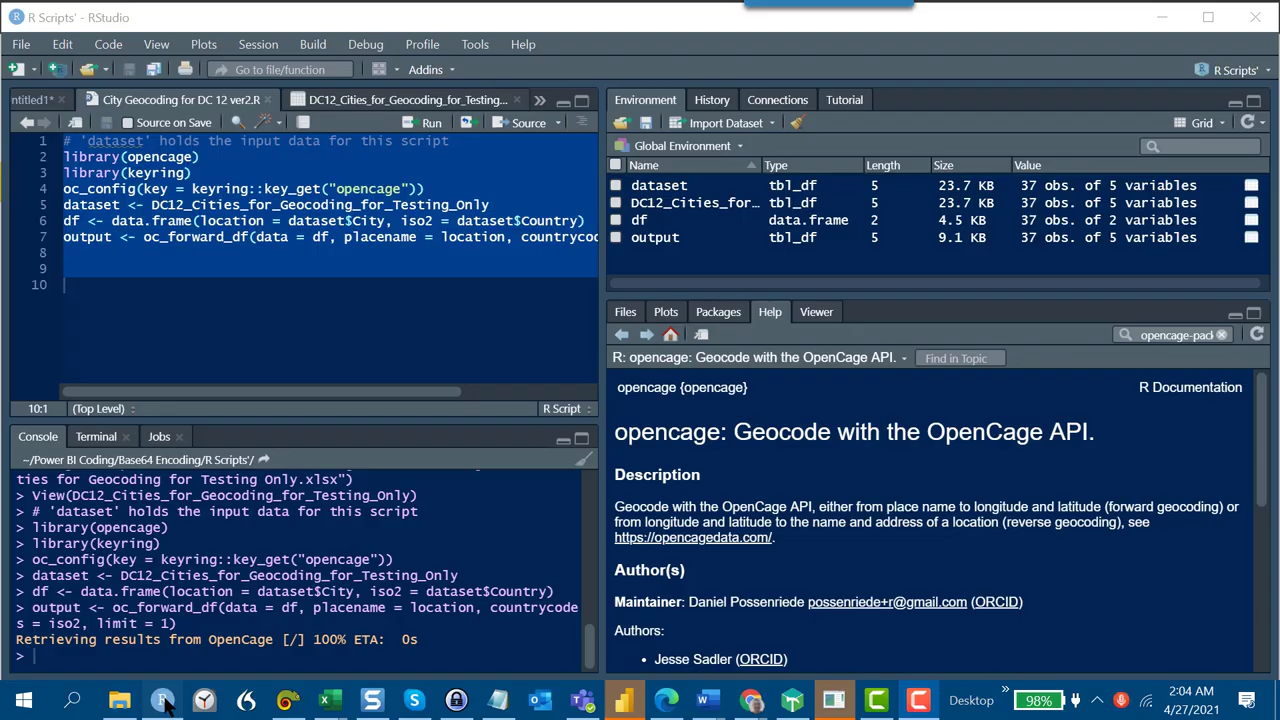 R Scripts' - RStudio
File Edit Code View Plots Session Build Debug Profile Tools Help
Go to file/function Addins R Scripts'
ntitled1* City Geocoding for DC 12 ver2.R DC12_Cities_for_Geocoding_for_Testing...
Source on Save Run Source
1 # 'dataset' holds the input data for this script
2 library(opencage)
3 library(keyring)
4 oc_config(key = keyring::key_get("opencage"))
5 dataset <- DC12_Cities_for_Geocoding_for_Testing_Only
6 df <- data.frame(location = dataset$City, iso2 = dataset$Country)
7 output <- oc_forward_df(data = df, placename = location, countrycod
8
9
10
10:1 (Top Level) R Script
Console Terminal Jobs
~/Power BI Coding/Base64 Encoding/R Scripts'/
ties for Geocoding for Testing Only.xlsx")
> View(DC12_Cities_for_Geocoding_for_Testing_Only)
> # 'dataset' holds the input data for this script
> library(opencage)
> library(keyring)
> oc_config(key = keyring::key_get("opencage"))
> dataset <- DC12_Cities_for_Geocoding_for_Testing_Only
> df <- data.frame(location = dataset$City, iso2 = dataset$Country)
> output <- oc_forward_df(data = df, placename = location, countrycode
s = iso2, limit = 1)
Retrieving results from OpenCage [/] 100% ETA: 0s
>
Environment History Connections Tutorial
Import Dataset Grid
Global Environment
Name Type Length Size Value
dataset tbl_df 5 23.7 KB 37 obs. of 5 variables
DC12_Cities_for... tbl_df 5 23.7 KB 37 obs. of 5 variables
df data.frame 2 4.5 KB 37 obs. of 2 variables
output tbl_df 5 9.1 KB 37 obs. of 5 variables
Files Plots Packages Help Viewer
opencage-pack
R: opencage: Geocode with the OpenCage API. Find in Topic
opencage {opencage} R Documentation
opencage: Geocode with the OpenCage API.
Description
Geocode with the OpenCage API, either from place name to longitude and latitude (forward geocoding) or
from longitude and latitude to the name and address of a location (reverse geocoding), see
https://opencagedata.com/.
Author(s)
Maintainer: Daniel Possenriede possenriede+r@gmail.com (ORCID)
Authors:
• Jesse Sadler (ORCID)
Desktop » 98% 2:04 AM
4/27/2021